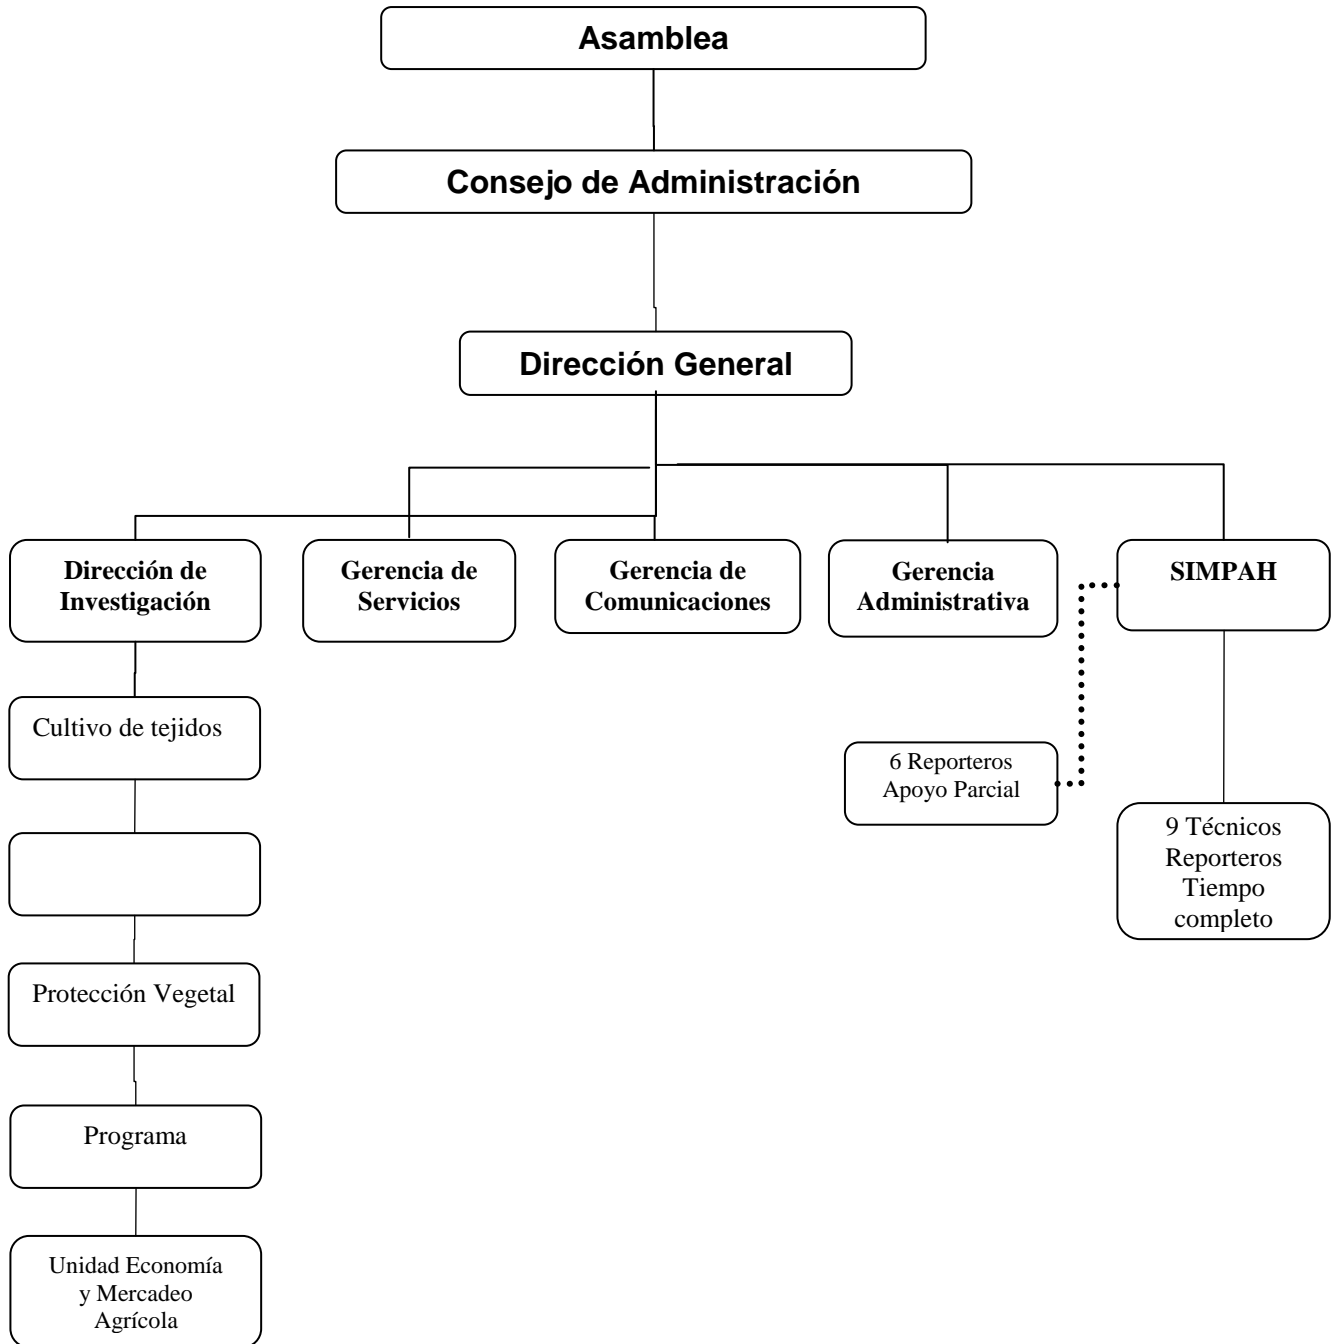 Asamblea
Consejo de Administración
Dirección General
Dirección de
Investigación
Gerencia de
Servicios
Gerencia de
Comunicaciones
Gerencia
Administrativa
SIMPAH
Cultivo de tejidos
6 Reporteros
Apoyo Parcial
9 Técnicos
Reporteros
Tiempo
completo
Protección Vegetal
Programa
Unidad Economía
y Mercadeo
Agrícola